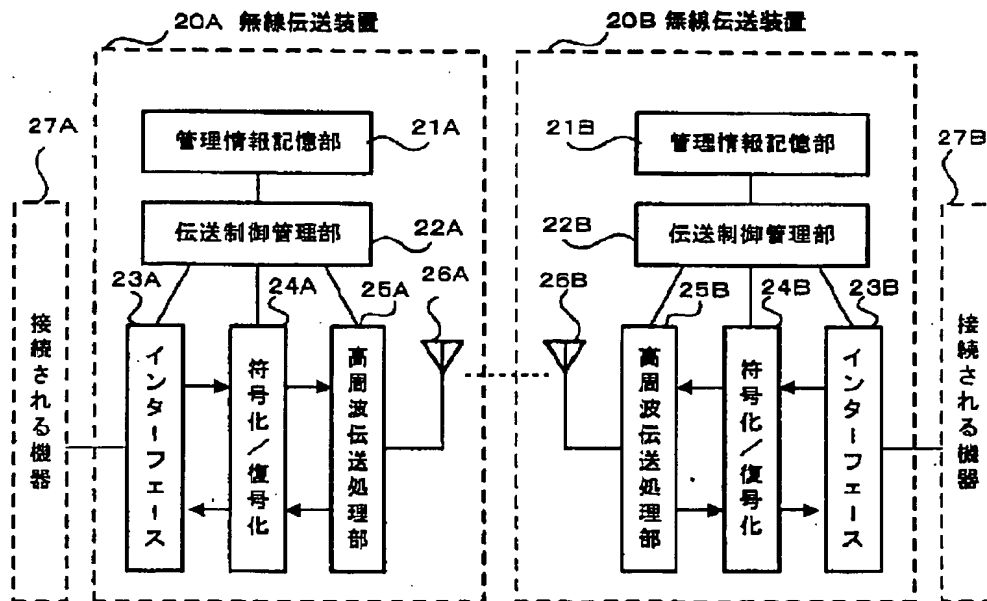 20A 無線伝送装置
20B 無線伝送装置
27A
接続される機器
管理情報記憶部
21A
伝送制御管理部
22A
23A
24A
25A
26A
インターフェース
符号化/復号化
高周波伝送処理部
21B
管理情報記憶部
22B
伝送制御管理部
26B
25B
24B
23B
高周波伝送処理部
符号化/復号化
インターフェース
27B
接続される機器